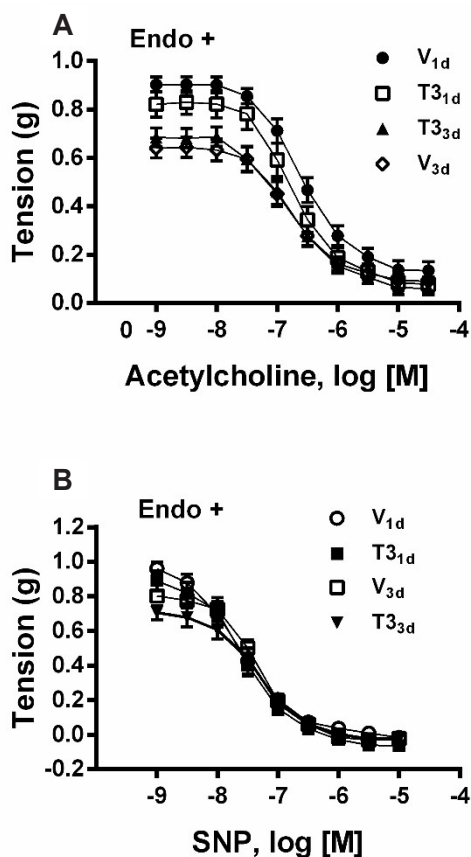 A
Endo +
V1d
T31d
T33d
V3d
Tension (g)
1.0
0.8
0.6
0.4
0.2
0.0
0 -9 -8 -7 -6 -5 -4
Acetylcholine, log [M]
B
Endo +
V1d
T31d
V3d
T33d
Tension (g)
1.2
1.0
0.8
0.6
0.4
0.2
0.0
-0.2
-9 -8 -7 -6 -5 -4
SNP, log [M]